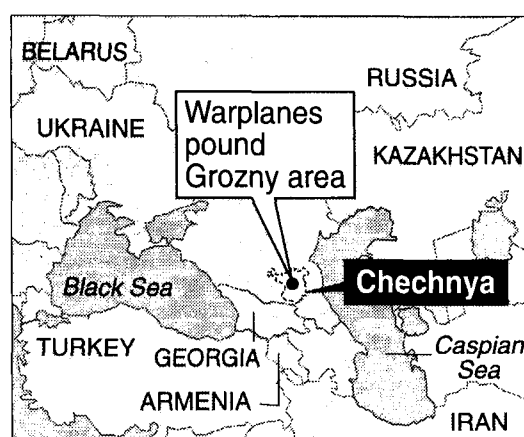 BELARUS
RUSSIA
UKRAINE
Warplanes
pound
Grozny area
KAZAKHSTAN
Black Sea
Chechnya
TURKEY
GEORGIA
Caspian
Sea
ARMENIA
IRAN